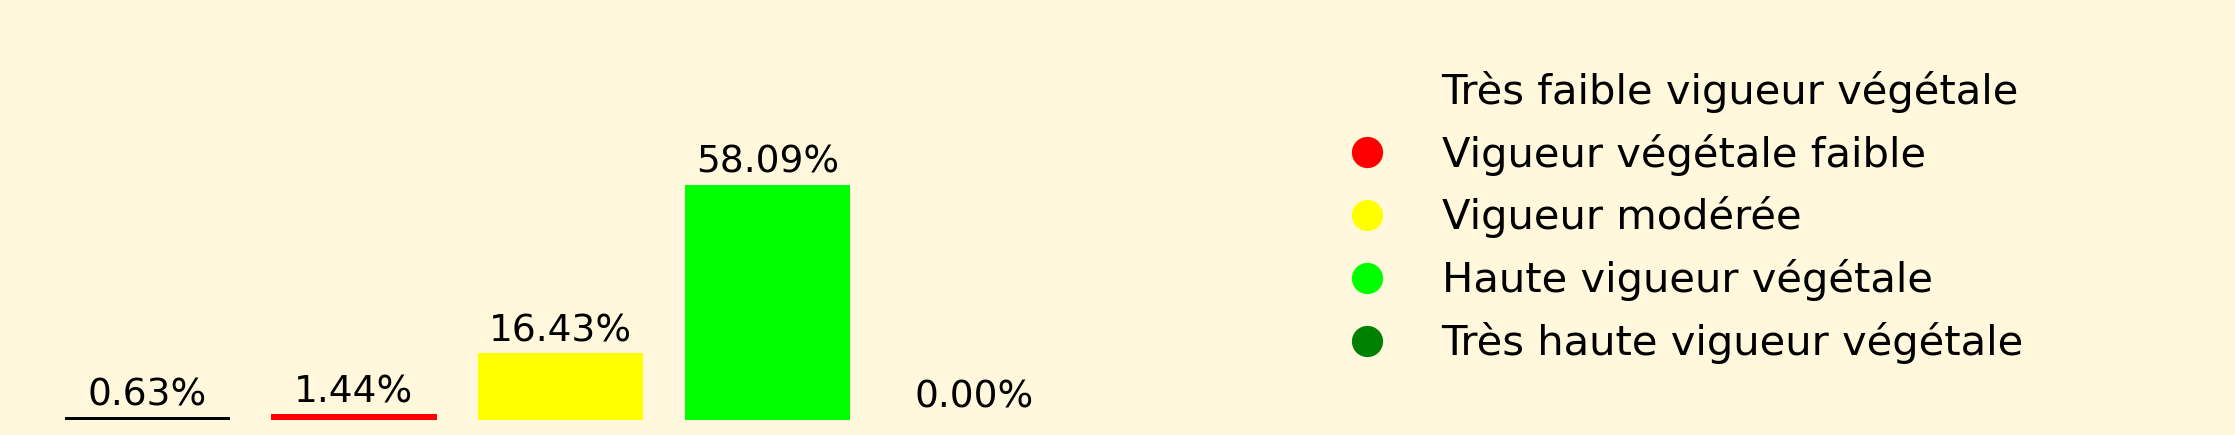 0.63%
1.44%
16.43%
58.09%
0.00%
Très faible vigueur végétale
Vigueur végétale faible
Vigueur modérée
Haute vigueur végétale
Très haute vigueur végétale